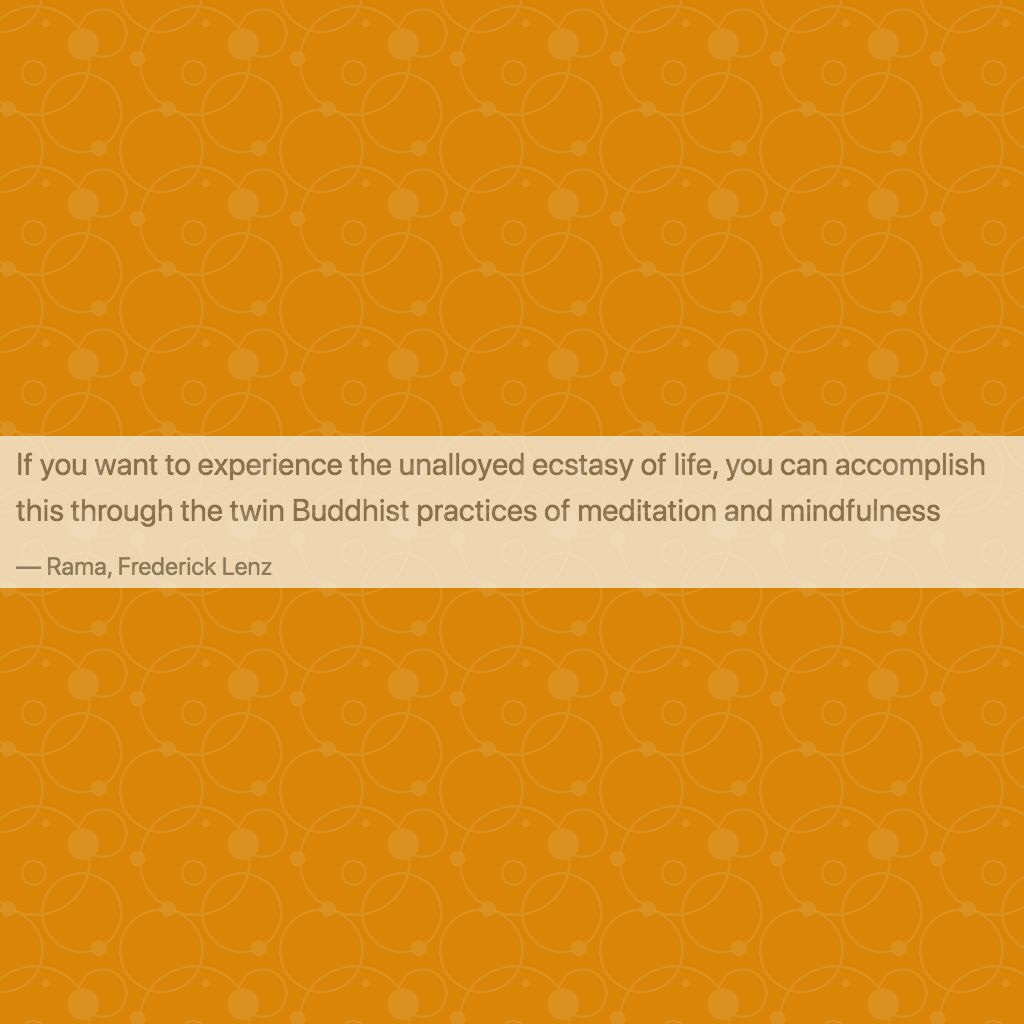 If you want to experience the unalloyed ecstasy of life, you can accomplish
this through the twin Buddhist practices of meditation and mindfulness
— Rama, Frederick Lenz